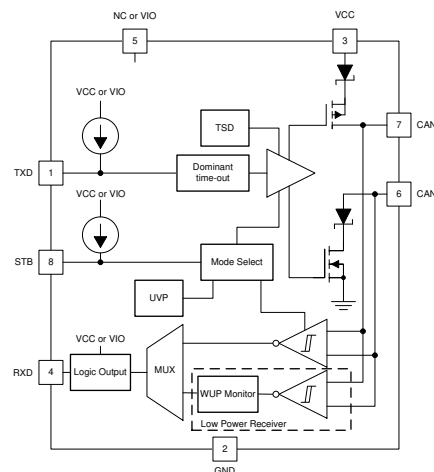 NC or VIO
VCC
5
3
VCC or VIO
TSD
7
CAN
TXD
1
Dominant
time-out
6
CAN
VCC or VIO
STB
8
Mode Select
UVP
VCC or VIO
RXD
4
Logic Output
MUX
WUP Monitor
Low Power Receiver
2
GND